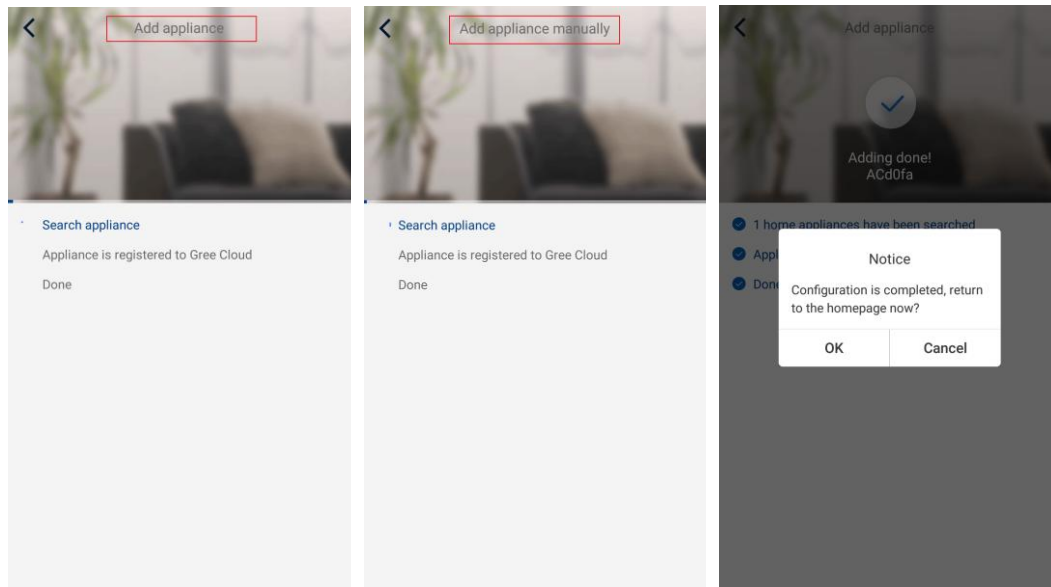 Add appliance
Search appliance
Appliance is registered to Gree Cloud
Done
Add appliance manually
Search appliance
Appliance is registered to Gree Cloud
Done
Add appliance
Adding done!
ACd0fa
1 home appliances have been searched
Appl
Done
Notice
Configuration is completed, return
to the homepage now?
OK Cancel